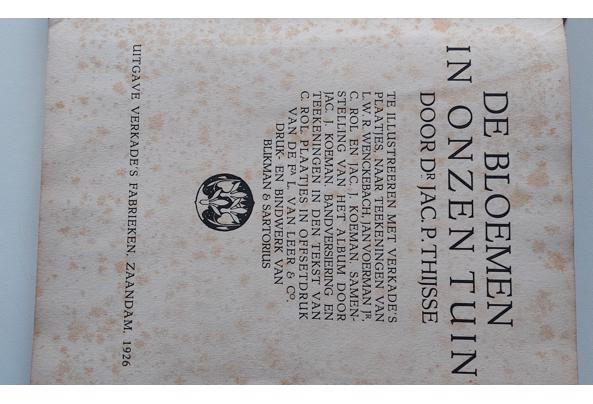 DE BLOEMEN
IN ONZEN TUIN
DOOR DR JAC. P. THIJSSE
TE ILLUSTREEREN MET VERKADE'S
PLAATJES, NAAR TEEKENINGEN VAN
L. W. R. WENCKEBACH, JAN VOERMAN JR,
C. ROL EN JAC. J. KOEMAN. SAMEN-
STELLING VAN HET ALBUM DOOR
JAC. J. KOEMAN. BANDVERSIERING EN
TEEKENINGEN IN DEN TEKST VAN
C. ROL. PLAATJES IN OFFSETDRUK
VAN DE FA L. VAN LEER & CO.
DRUK EN BINDWERK VAN
BLIKMAN & SARTORIUS
UITGAVE VERKADE'S FABRIEKEN, ZAANDAM, 1926